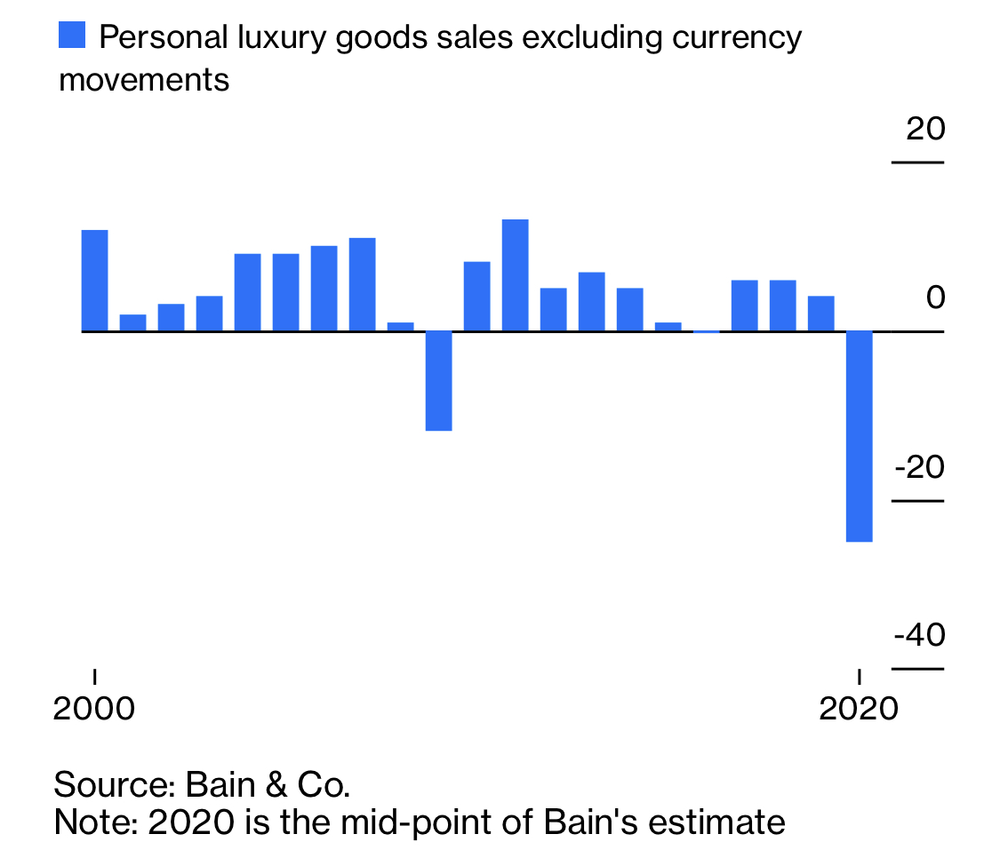 Personal luxury goods sales excluding currency
movements
20
0
-20
-40
2000 2020
Source: Bain & Co.
Note: 2020 is the mid-point of Bain's estimate